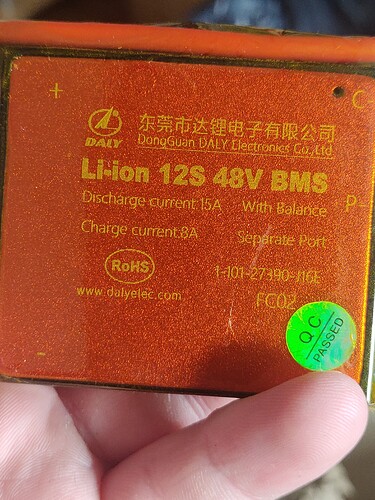 +
C
DALY
东莞市达锂电子有限公司
DongGuan DALY Electronics Co.,Ltd
Li-ion 12S 48V BMS
Discharge current:15A With Balance
P
Charge current:8A Separate Port
RoHS
1-101-27390-J16E
www.dalyelec.com
FC02
QC
PASSED
-